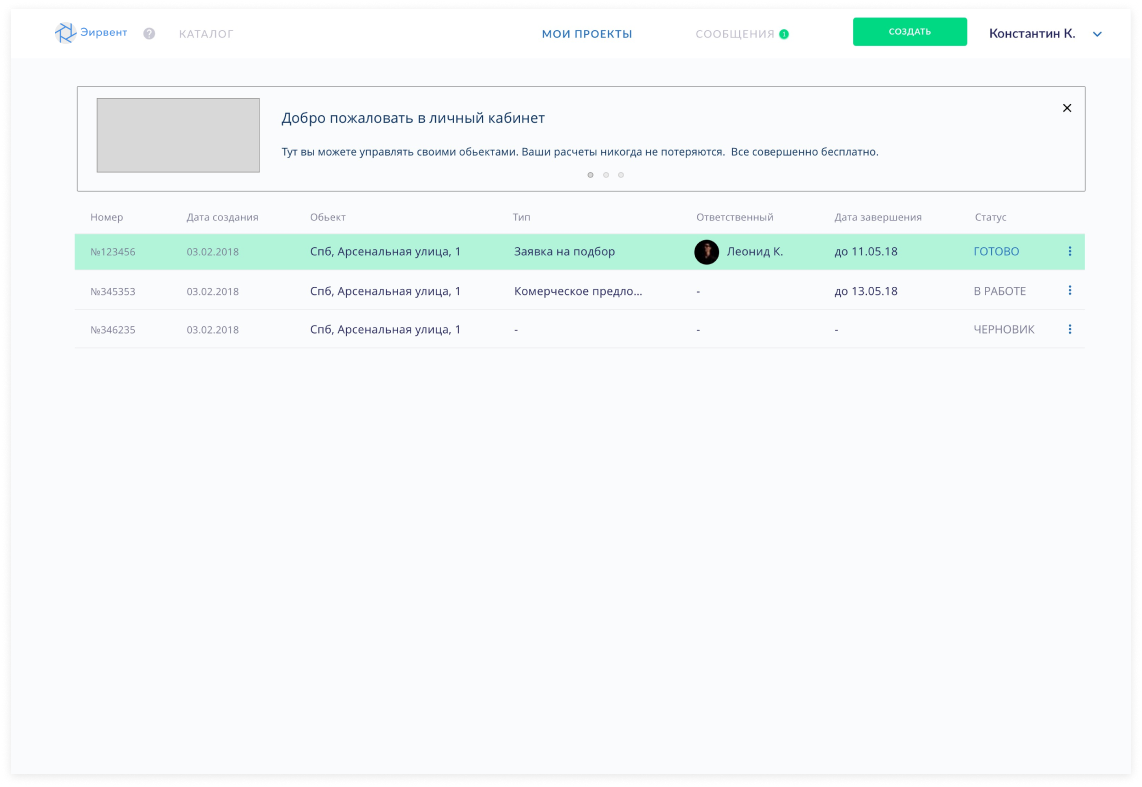 Эирвент ? КАТАЛОГ МОИ ПРОЕКТЫ СООБЩЕНИЯ 1 СОЗДАТЬ Константин К.
Добро пожаловать в личный кабинет
Тут вы можете управлять своими обьектами. Ваши расчеты никогда не потеряются. Все совершенно бесплатно.
Номер Дата создания Обьект Тип Ответственный Дата завершения Статус
№123456 03.02.2018 Спб, Арсенальная улица, 1 Заявка на подбор Леонид К. до 11.05.18 ГОТОВО
№345353 03.02.2018 Спб, Арсенальная улица, 1 Комерческое предло... - до 13.05.18 В РАБОТЕ
№346235 03.02.2018 Спб, Арсенальная улица, 1 - - - ЧЕРНОВИК